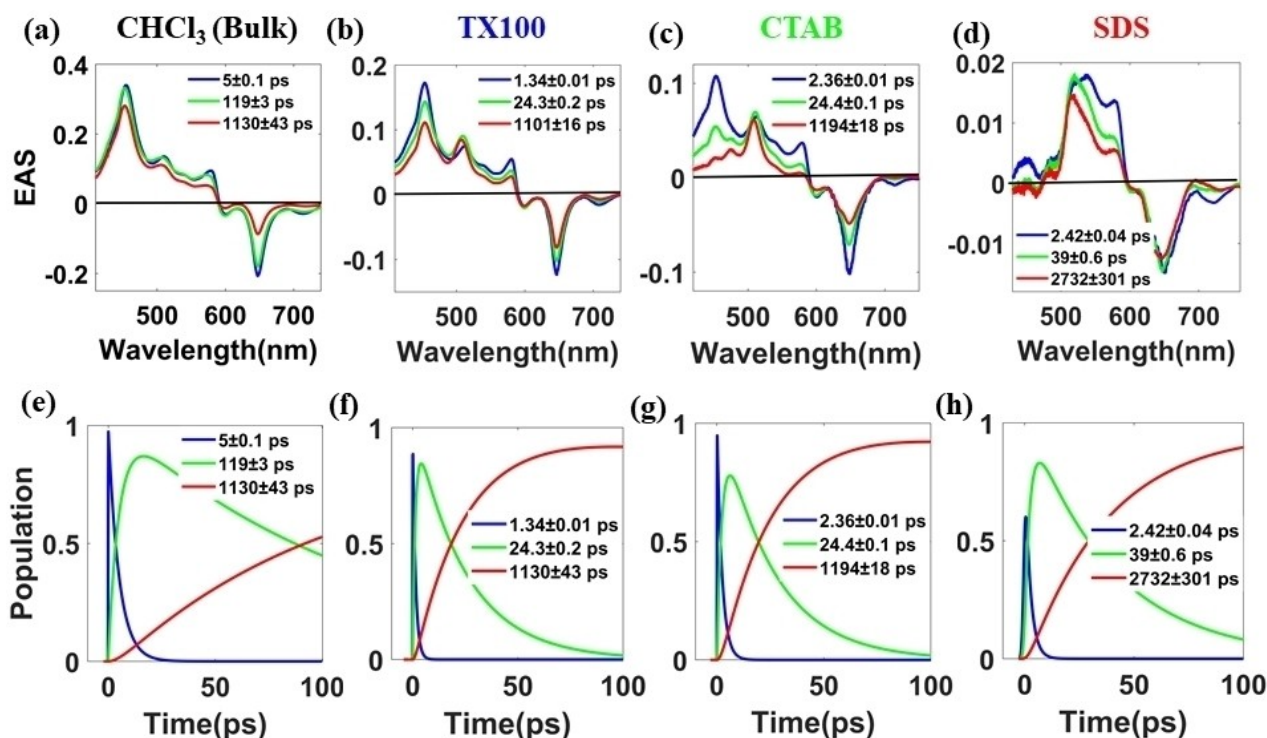 (a) CHCl₃ (Bulk) (b) TX100 (c) CTAB (d) SDS
0.4
0.2
0
-0.2
EAS
5±0.1 ps
119±3 ps
1130±43 ps
500 600 700
Wavelength(nm)
0.2
0.1
0
-0.1
1.34±0.01 ps
24.3±0.2 ps
1101±16 ps
500 600 700
Wavelength(nm)
0.1
0
-0.1
2.36±0.01 ps
24.4±0.1 ps
1194±18 ps
500 600 700
Wavelength(nm)
0.02
0.01
0
-0.01
2.42±0.04 ps
39±0.6 ps
2732±301 ps
500 600 700
Wavelength(nm)
(e) (f) (g) (h)
1
0.5
0
Population
5±0.1 ps
119±3 ps
1130±43 ps
0 50 100
Time(ps)
1
0.5
0
1.34±0.01 ps
24.3±0.2 ps
1130±43 ps
0 50 100
Time(ps)
1
0.5
0
2.36±0.01 ps
24.4±0.1 ps
1194±18 ps
0 50 100
Time(ps)
1
0.5
0
2.42±0.04 ps
39±0.6 ps
2732±301 ps
0 50 100
Time(ps)